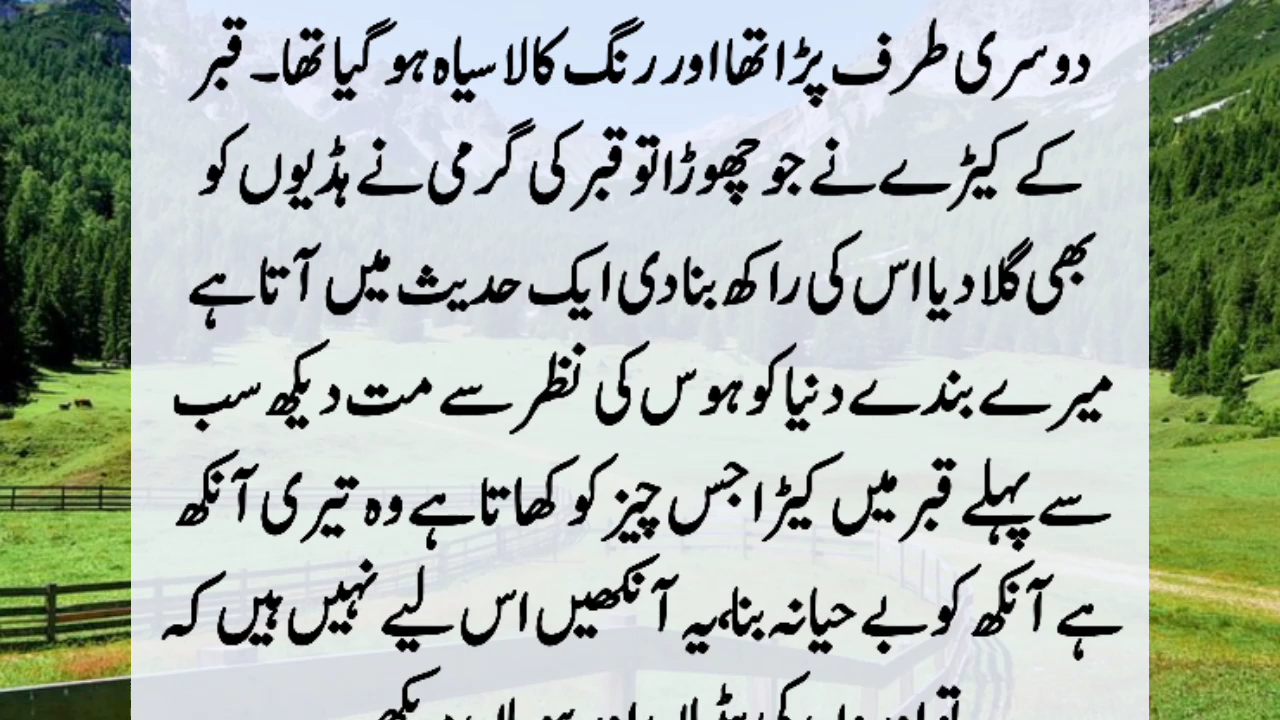 دوسری طرف پڑا تھا اور رنگ کالا سیاہ ہو گیا تھا۔ قبر
کے کیڑے نے جو چھوڑا تو قبر کی گرمی نے ہڈیوں کو
بھی گلا دیا اس کی راکھ بنا دی ایک حدیث میں آتا ہے
میرے بندے دنیا کو ہوس کی نظر سے مت دیکھ سب
سے پہلے قبر میں کیڑا جس چیز کو کھاتا ہے وہ تیری آنکھ
ہے آنکھ کو بے حیا نہ بنا، یہ آنکھیں اس لیے نہیں ہیں کہ